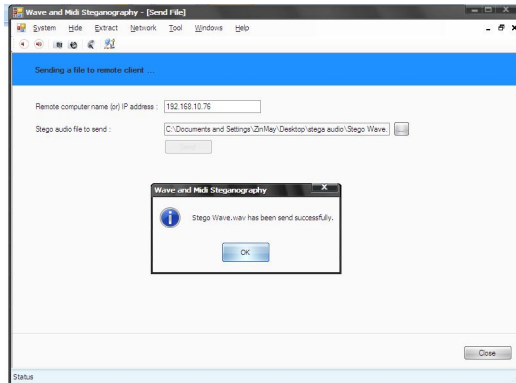 Wave and Midi Steganography - [Send File]
System Hide Extract Network Tool Windows Help
Sending a file to remote client ...
Remote computer name (or) IP address : 192.168.10.76
Stego audio file to send : C:\Documents and Settings\ZinMay\Desktop\stega audio\Stego Wave.
Wave and Midi Steganography
Stego Wave.wav has been send successfully.
OK
Close
Status